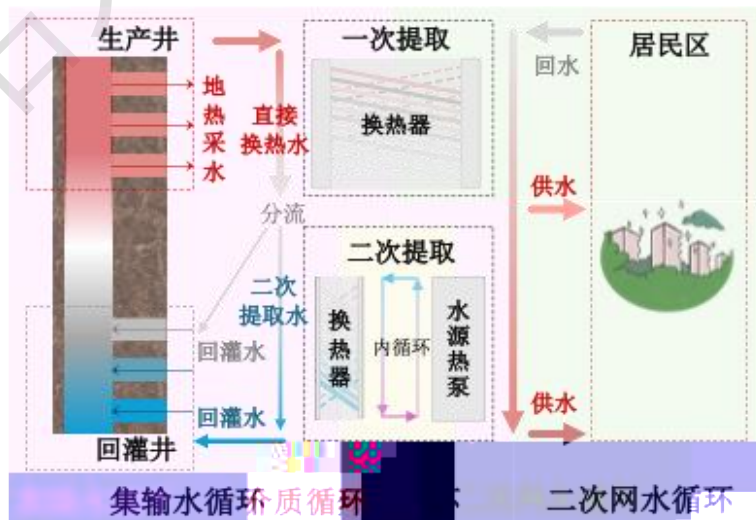 生产井
一次提取
居民区
回水
地热采水
直接
换热水
换热器
供水
分流
二次提取
二次
提取水
换热器
内循环
水源热泵
回灌水
回灌水
供水
回灌井
集输水循环
介质循环
二次网水循环